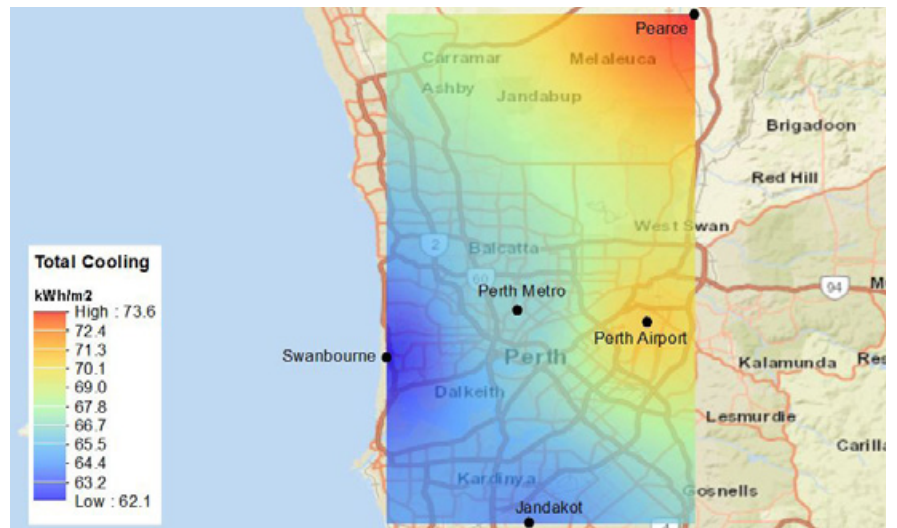 Pearce
Carramar
Melaleuca
Ashby
Jandabup
Brigadoon
Red Hill
West Swan
2
Balcatta
60
Total Cooling
kWh/m2
High : 73.6
72.4
71.3
70.1
69.0
67.8
66.7
65.5
64.4
63.2
Low : 62.1
Perth Metro
94
M
Perth Airport
Swanbourne
Perth
Kalamunda
Res
Dalkeith
Lesmurdie
Carilla
Kardinya
Gosnells
Jandakot